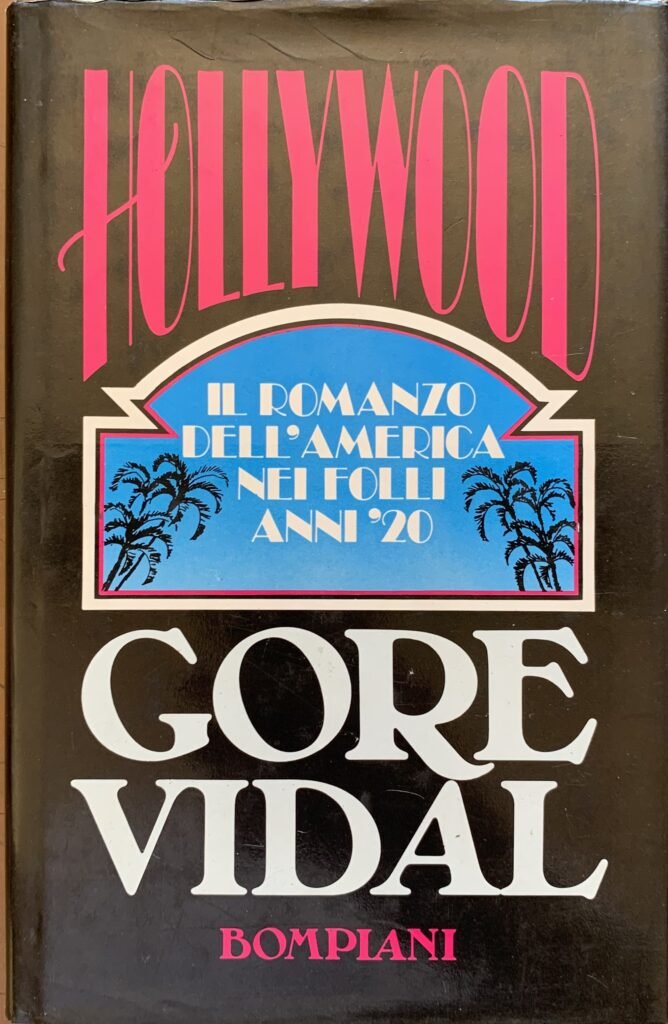 HOLLYWOOD
IL ROMANZO
DELL'AMERICA
NEI FOLLI
ANNI '20
GORE
VIDAL
BOMPIANI